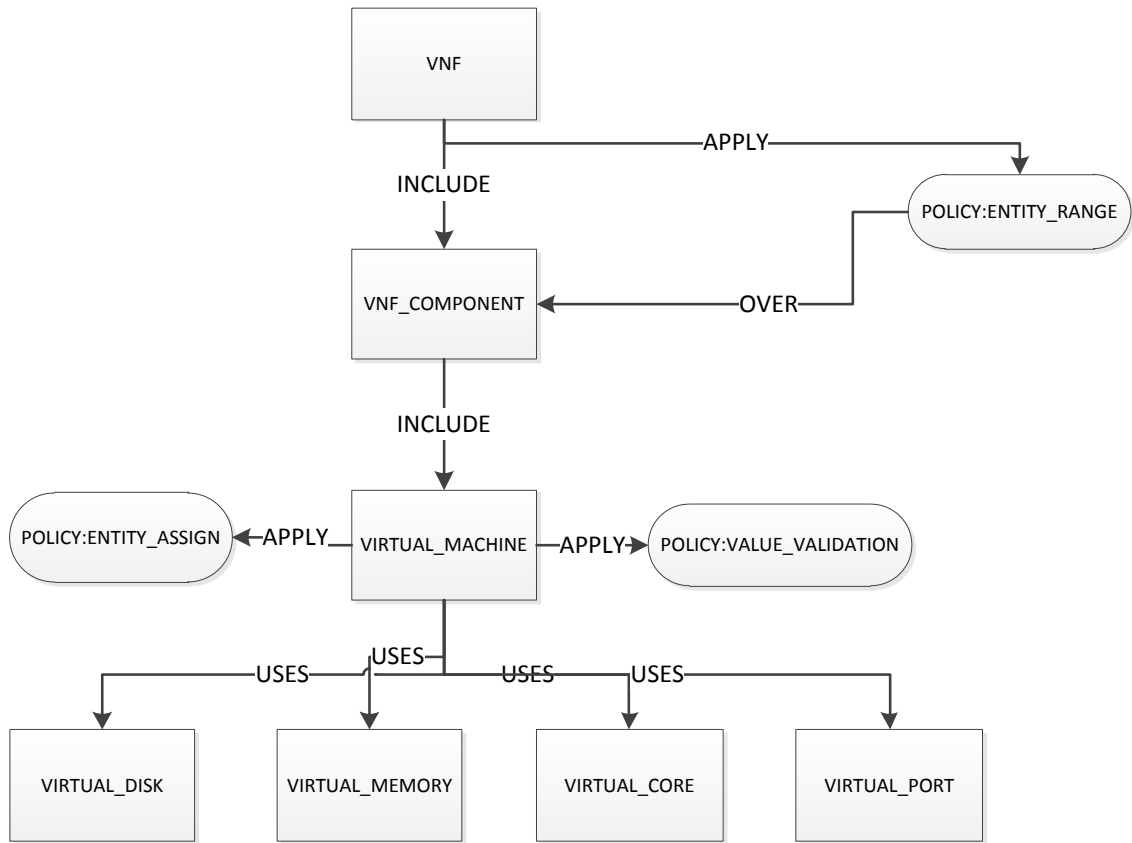 VNF
APPLY
INCLUDE
POLICY:ENTITY_RANGE
VNF_COMPONENT
OVER
INCLUDE
POLICY:ENTITY_ASSIGN
APPLY
VIRTUAL_MACHINE
APPLY
POLICY:VALUE_VALIDATION
USES
USES
USES
USES
VIRTUAL_DISK
VIRTUAL_MEMORY
VIRTUAL_CORE
VIRTUAL_PORT